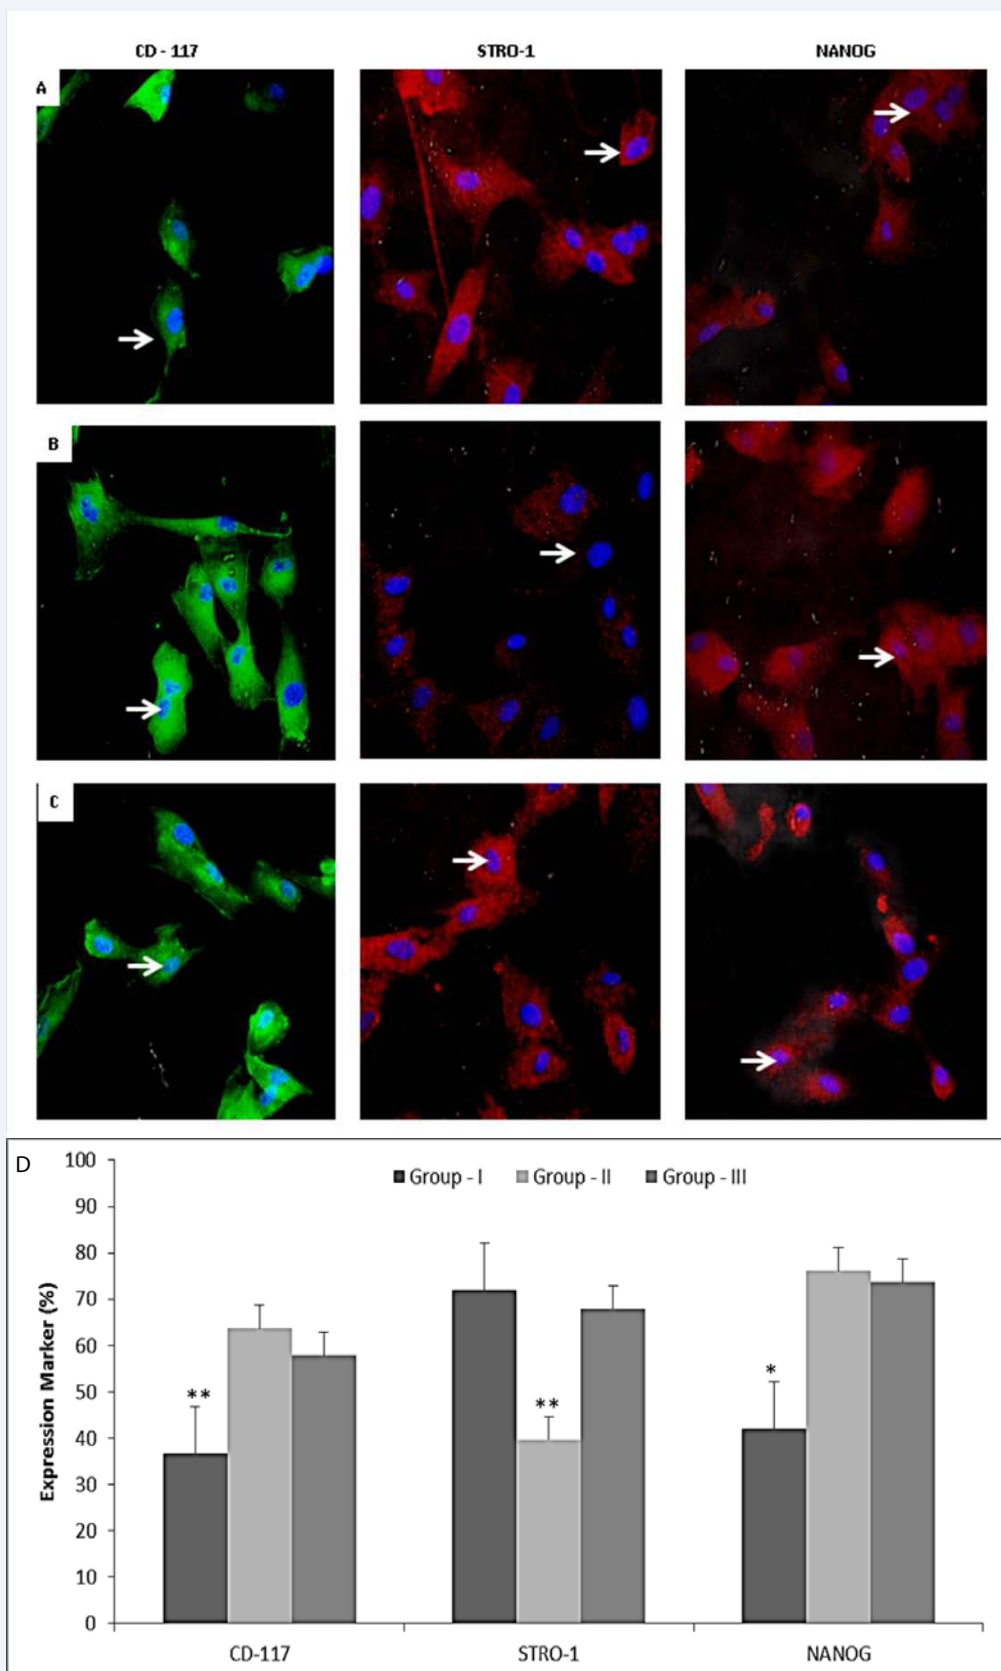 CD - 117 STRO-1 NANOG
A
B
C
D
100
90
80
70
60
50
40
30
20
10
0
Expression Marker (%)
Group - I Group - II Group - III
**
**
*
CD-117 STRO-1 NANOG